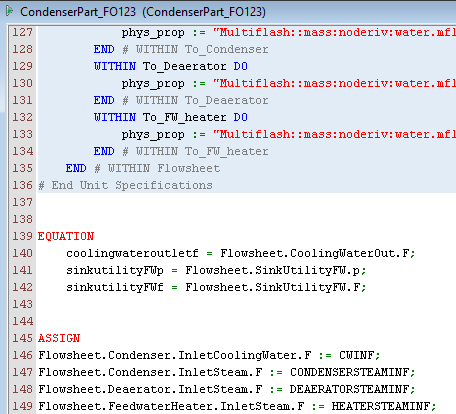 CondenserPart_FO123 (CondenserPart_FO123)
127 phys_prop := "Multiflash::mass:noderiv:water.mfl
128 END # WITHIN To_Condenser
129 WITHIN To_Deaerator DO
130 phys_prop := "Multiflash::mass:noderiv:water.mfl
131 END # WITHIN To_Deaerator
132 WITHIN To_FW_heater DO
133 phys_prop := "Multiflash::mass:noderiv:water.mfl
134 END # WITHIN To_FW_heater
135 END # WITHIN Flowsheet
136 # End Unit Specifications
137
138
139 EQUATION
140 coolingwateroutletf = Flowsheet.CoolingWaterOut.F;
141 sinkutilityFWp = Flowsheet.SinkUtilityFW.p;
142 sinkutilityFWf = Flowsheet.SinkUtilityFW.F;
143
144
145 ASSIGN
146 Flowsheet.Condenser.InletCoolingWater.F := CWINF;
147 Flowsheet.Condenser.InletSteam.F := CONDENSERSTEAMINF;
148 Flowsheet.Deaerator.InletSteam.F := DEAERATORSTEAMINF;
149 Flowsheet.FeedwaterHeater.InletSteam.F := HEATERSTEAMINF;